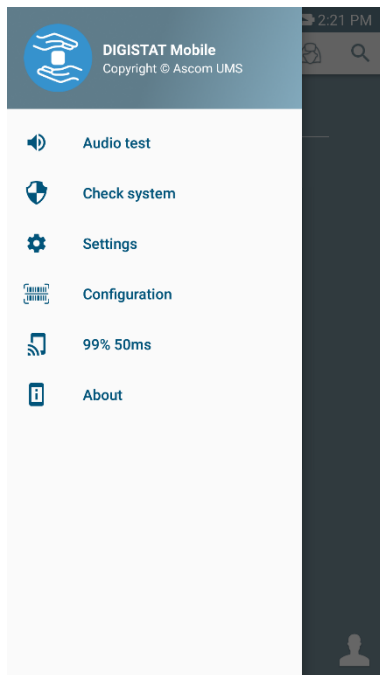 2:21 PM
DIGISTAT Mobile
Copyright © Ascom UMS
Audio test
Check system
Settings
Configuration
99% 50ms
About